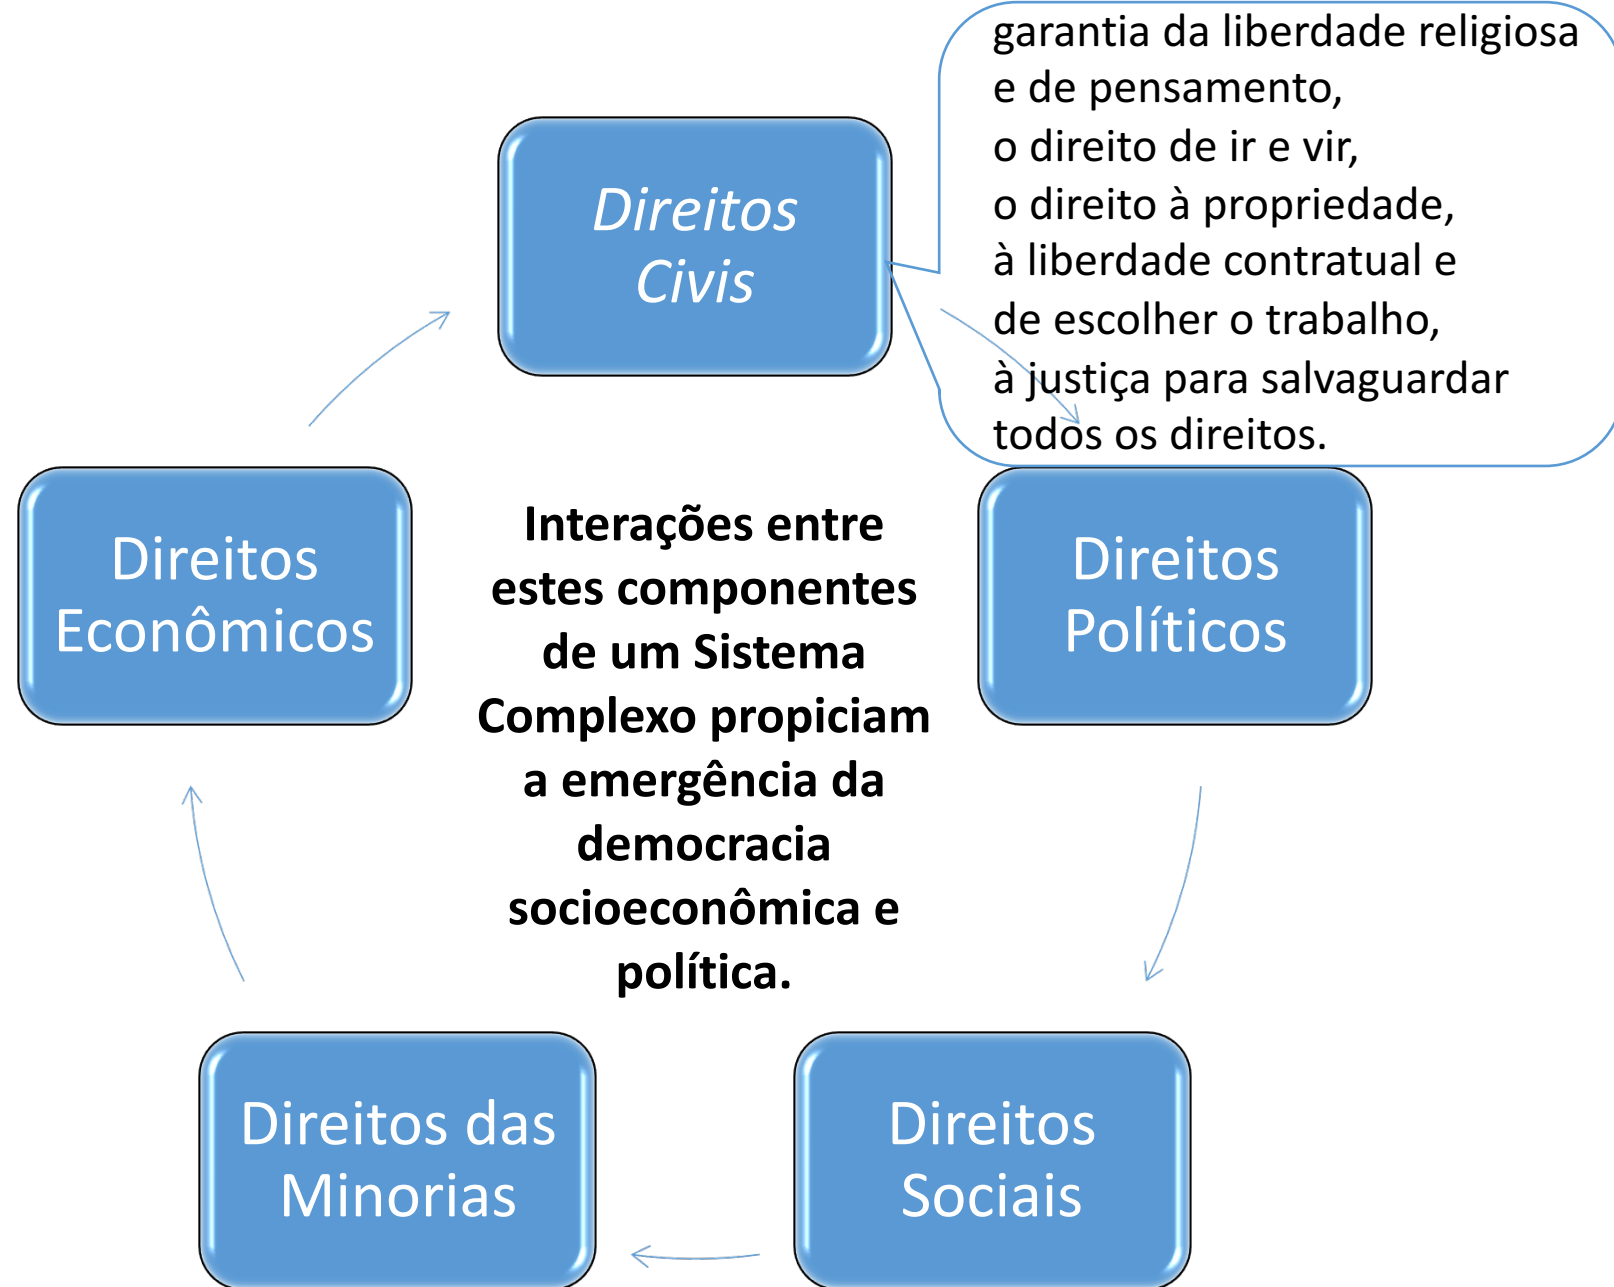 garantia da liberdade religiosa
e de pensamento,
o direito de ir e vir,
o direito à propriedade,
à liberdade contratual e
de escolher o trabalho,
à justiça para salvaguardar
todos os direitos.
Direitos
Civis
Direitos
Econômicos
Interações entre
estes componentes
de um Sistema
Complexo propiciam
a emergência da
democracia
socioeconômica e
política.
Direitos
Políticos
Direitos das
Minorias
Direitos
Sociais